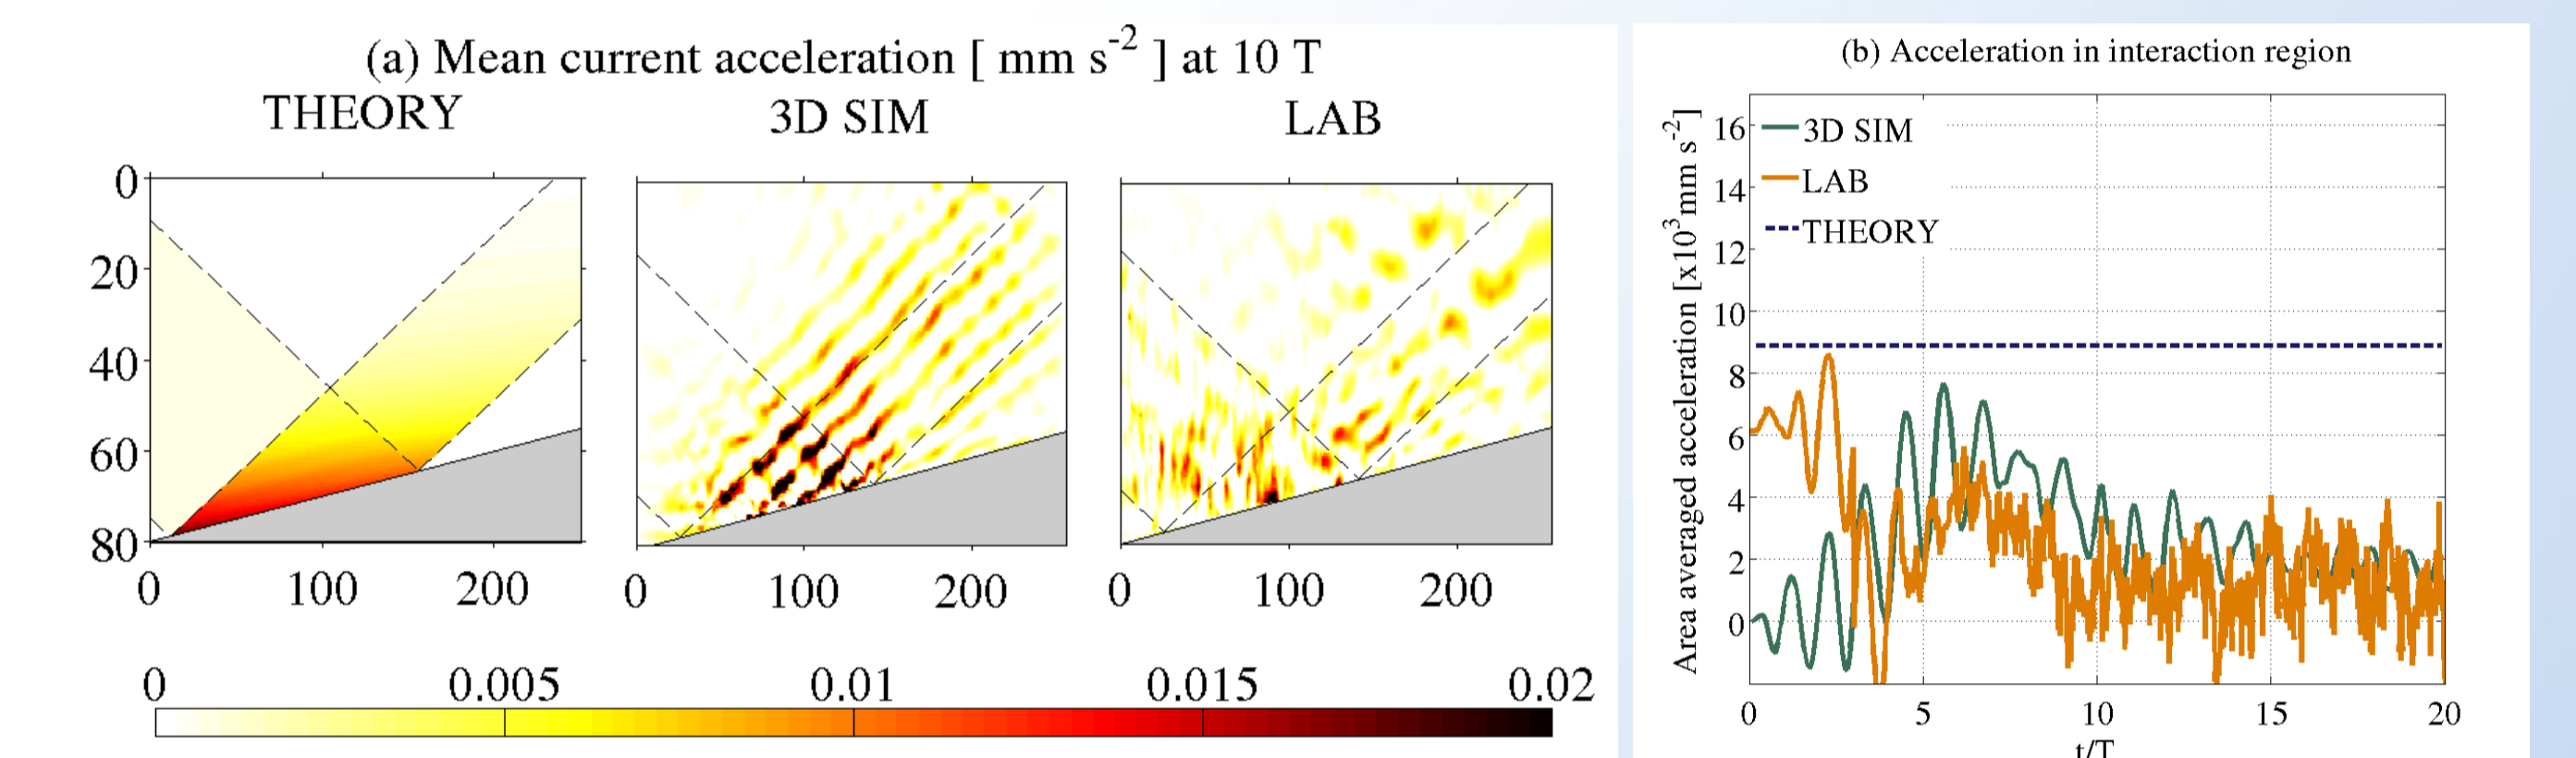 (a) Mean current acceleration [ mm s-2 ] at 10 T
THEORY 3D SIM LAB
0
20
40
60
80
0 100 200 0 100 200 0 100 200
0 0.005 0.01 0.015 0.02
(b) Acceleration in interaction region
Area averaged acceleration [x10³mm s-2]
16
14
12
10
8
6
4
2
0
3D SIM
LAB
THEORY
0 5 10 15 20
t/T